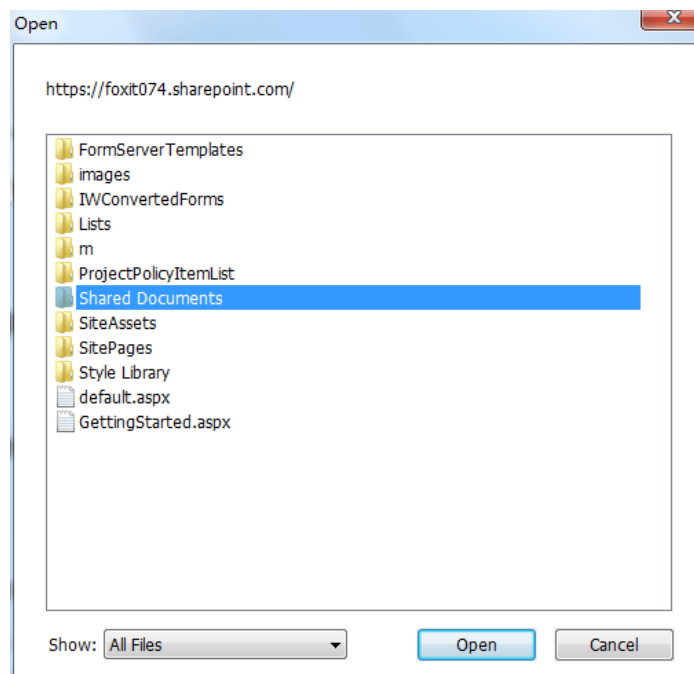 Open
https://foxit074.sharepoint.com/
FormServerTemplates
images
IWConvertedForms
Lists
m
ProjectPolicyItemList
Shared Documents
SiteAssets
SitePages
Style Library
default.aspx
GettingStarted.aspx
Show: All Files Open Cancel